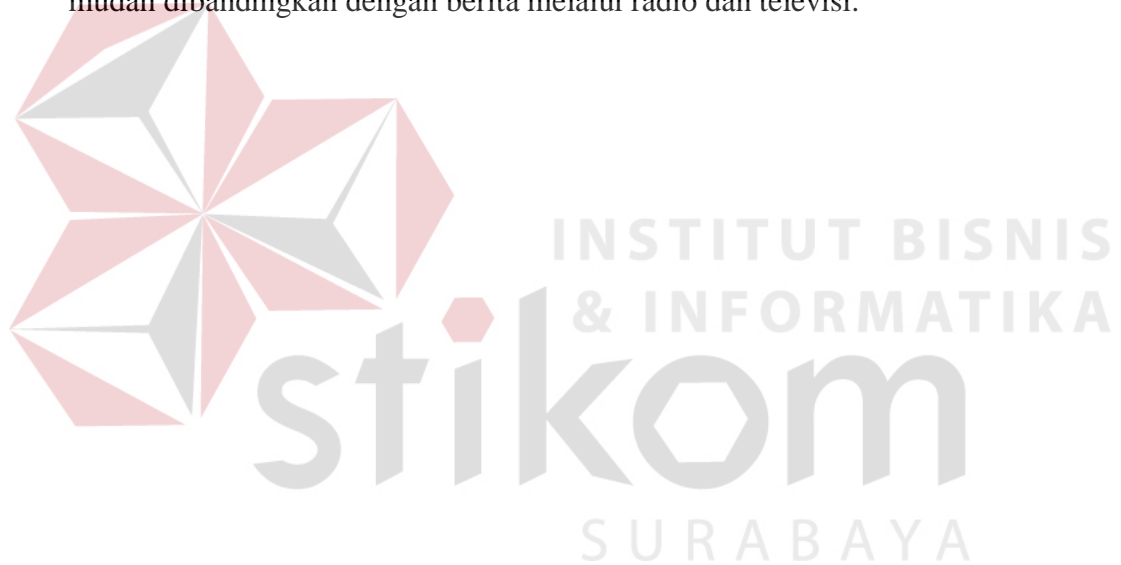 mudah dibandingkan dengan berita melalui radio dan televisi.
INSTITUT BISNIS
& INFORMATIKA
stikom
SURABAYA